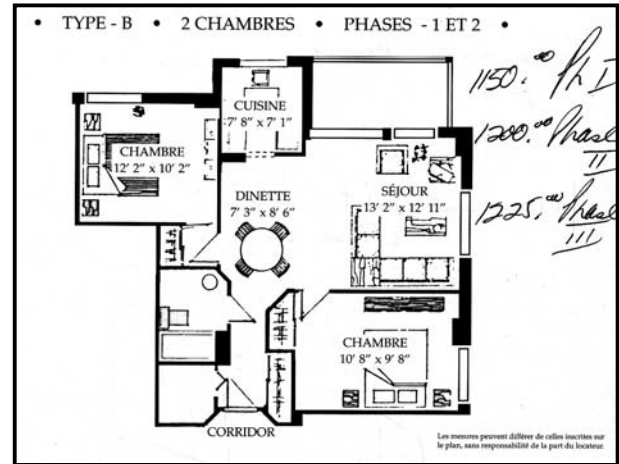 • TYPE - B • 2 CHAMBRES • PHASES - 1 ET 2 •
1150.00 Ph I
CUISINE
7' 8" x 7' 1"
1200.00 Phase II
CHAMBRE
12' 2" x 10' 2"
DINETTE
7' 3" x 8' 6"
SÉJOUR
13' 2" x 12' 11"
1225.00 Phase III
CHAMBRE
10' 8" x 9' 8"
CORRIDOR
Les mesures peuvent différer de celles inscrites sur
le plan, sans responsabilité de la part du locateur.